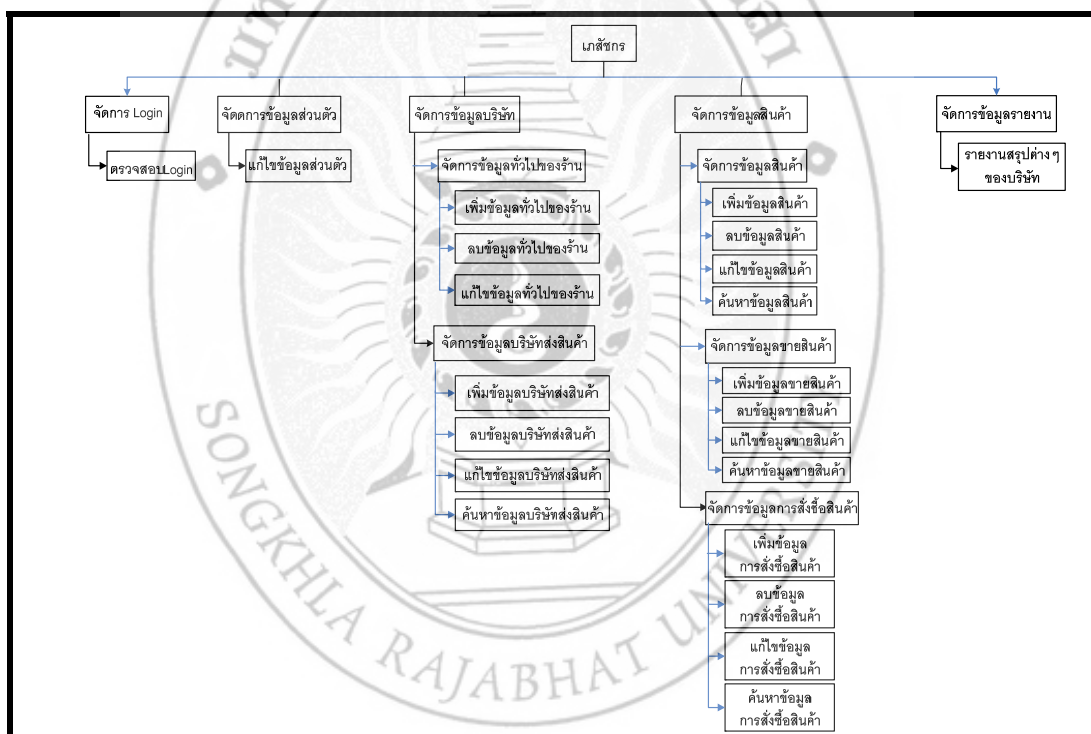 เภสัชกร
จัดการ Login
ตรวจสอบLogin
จัดดการข้อมูลส่วนตัว
แก้ไขข้อมูลส่วนตัว
จัดการข้อมูลบริษัท
จัดการข้อมูลทั่วไปของร้าน
เพิ่มข้อมูลทั่วไปของร้าน
ลบข้อมูลทั่วไปของร้าน
แก้ไขข้อมูลทั่วไปของร้าน
จัดการข้อมูลบริษัทส่งสินค้า
เพิ่มข้อมูลบริษัทส่งสินค้า
ลบข้อมูลบริษัทส่งสินค้า
แก้ไขข้อมูลบริษัทส่งสินค้า
ค้นหาข้อมูลบริษัทส่งสินค้า
จัดการข้อมูลสินค้า
จัดการข้อมูลสินค้า
เพิ่มข้อมูลสินค้า
ลบข้อมูลสินค้า
แก้ไขข้อมูลสินค้า
ค้นหาข้อมูลสินค้า
จัดการข้อมูลขายสินค้า
เพิ่มข้อมูลขายสินค้า
ลบข้อมูลขายสินค้า
แก้ไขข้อมูลขายสินค้า
ค้นหาข้อมูลขายสินค้า
จัดการข้อมูลการสั่งซื้อสินค้า
เพิ่มข้อมูล
การสั่งซื้อสินค้า
ลบข้อมูล
การสั่งซื้อสินค้า
แก้ไขข้อมูล
การสั่งซื้อสินค้า
ค้นหาข้อมูล
การสั่งซื้อสินค้า
จัดการข้อมูลรายงาน
รายงานสรุปต่างๆ
ของบริษัท
SONGKHLA RAJABHAT UNIVERSITY